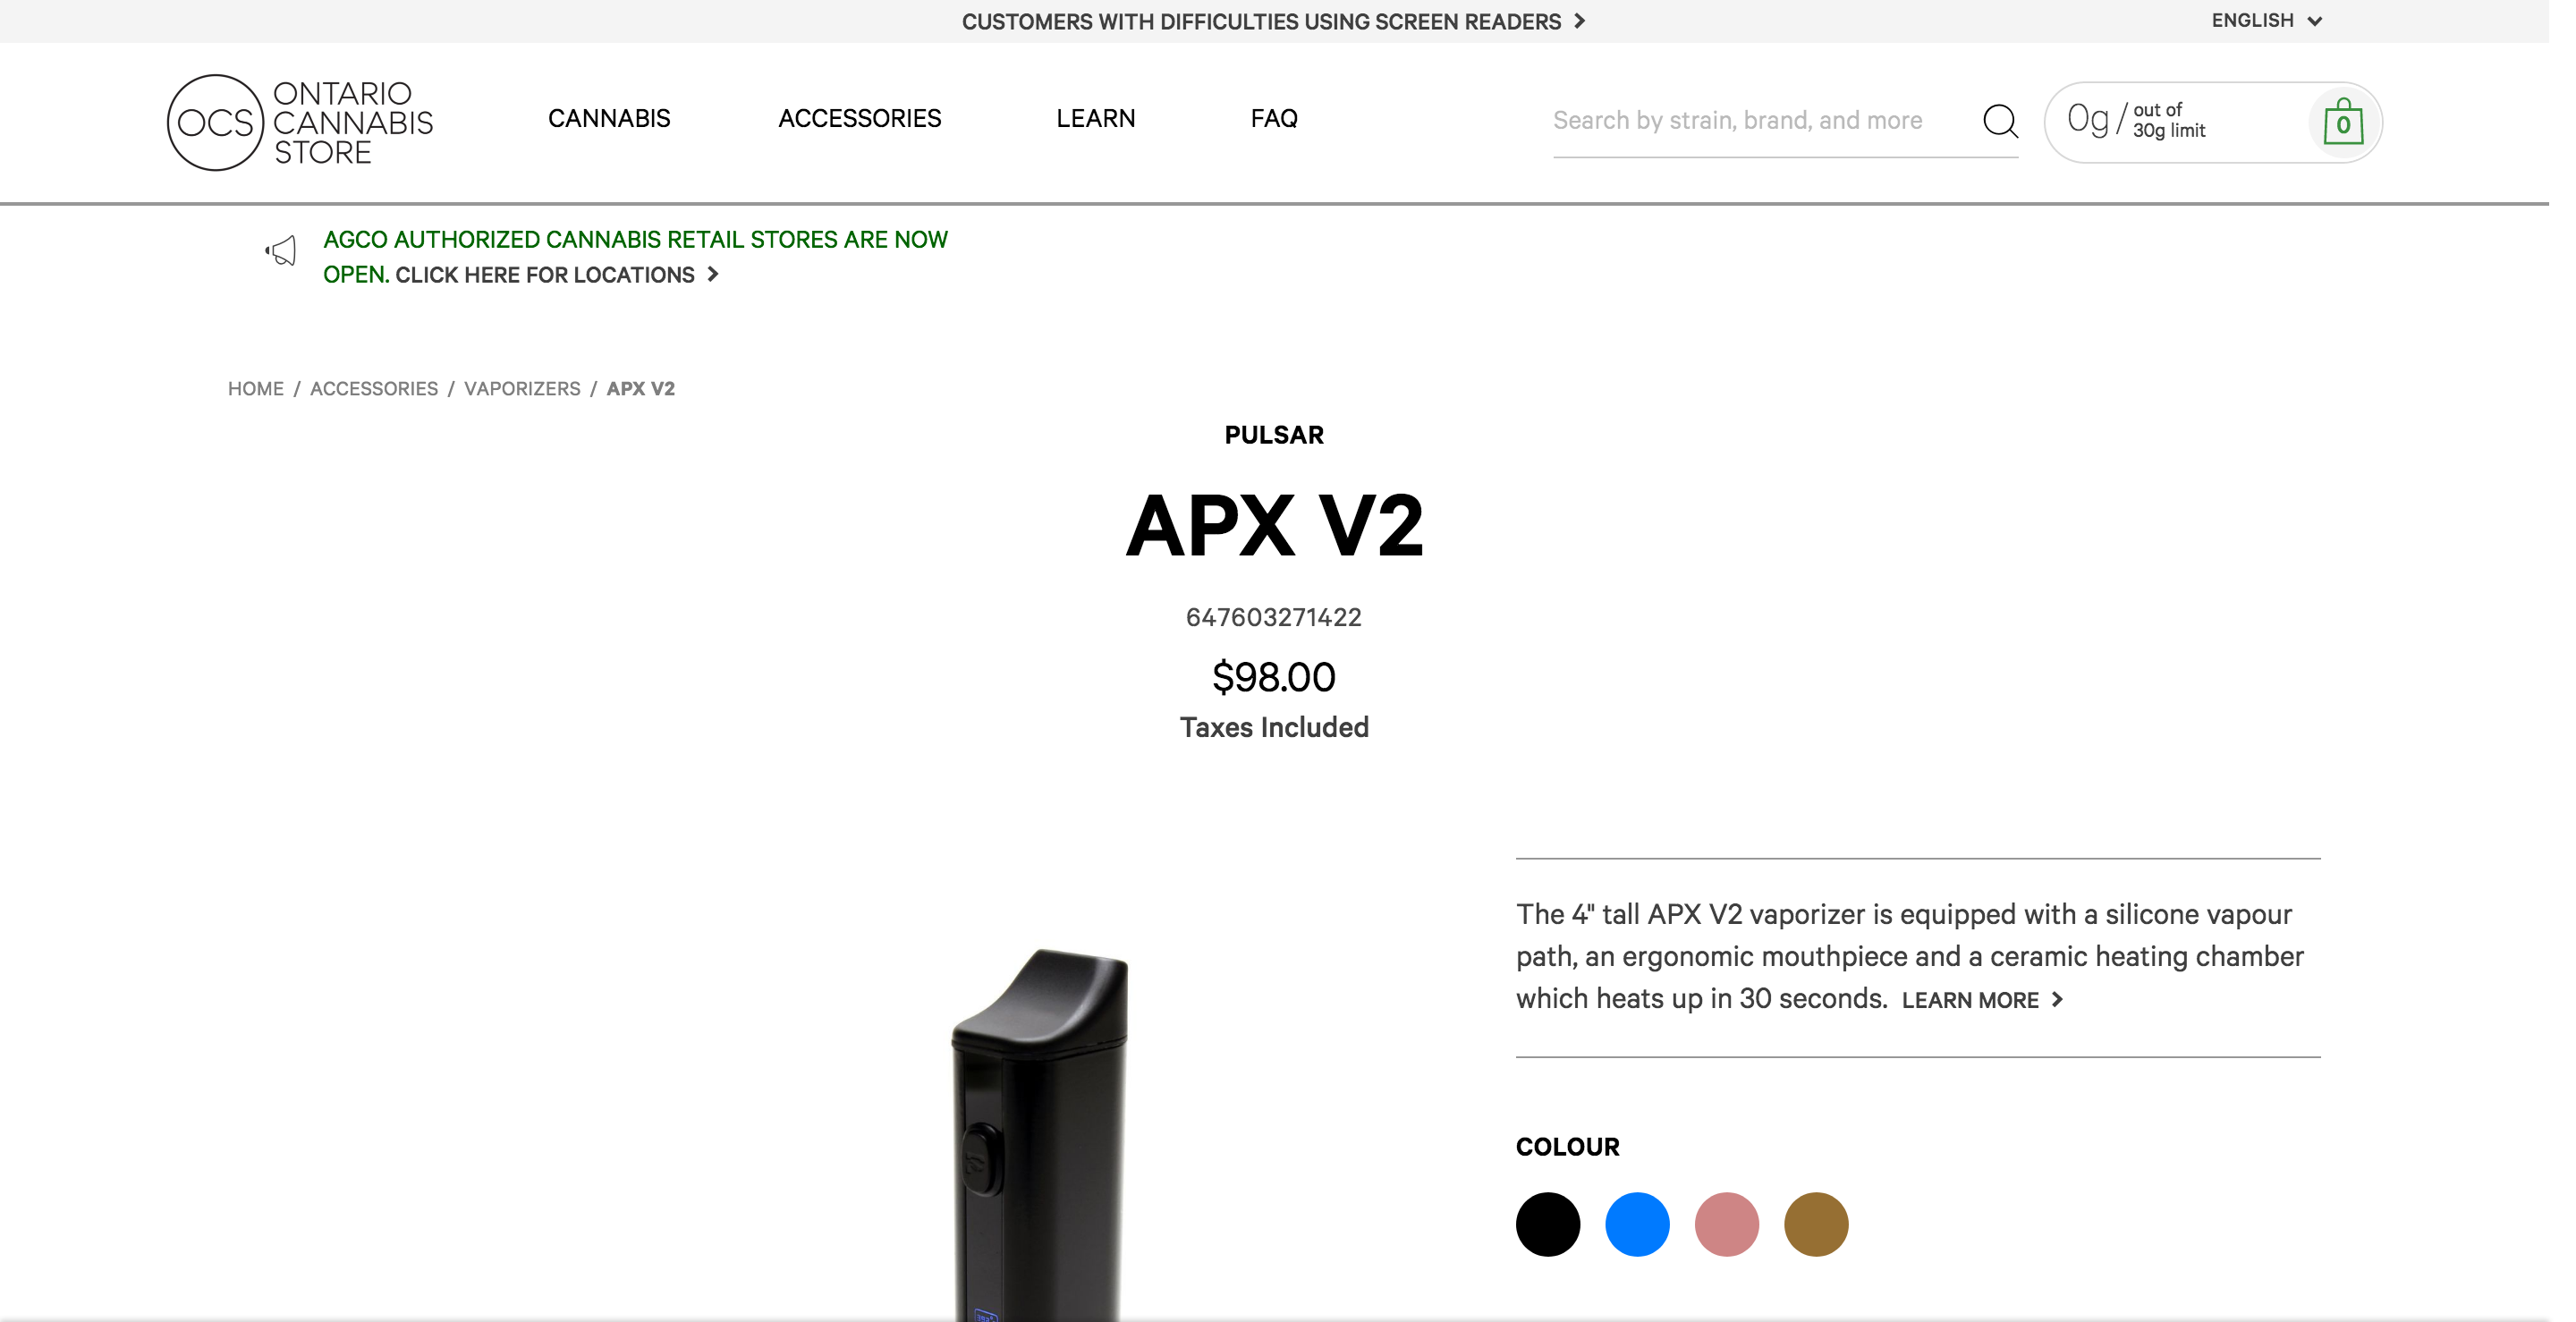 CUSTOMERS WITH DIFFICULTIES USING SCREEN READERS
ENGLISH
OCS
ONTARIO
CANNABIS
STORE
CANNABIS
ACCESSORIES
LEARN
FAQ
Search by strain, brand, and more
0g / out of
30g limit
0
AGCO AUTHORIZED CANNABIS RETAIL STORES ARE NOW
OPEN. CLICK HERE FOR LOCATIONS
HOME / ACCESSORIES / VAPORIZERS / APX V2
PULSAR
APX V2
647603271422
$98.00
Taxes Included
The 4" tall APX V2 vaporizer is equipped with a silicone vapour
path, an ergonomic mouthpiece and a ceramic heating chamber
which heats up in 30 seconds. LEARN MORE
COLOUR